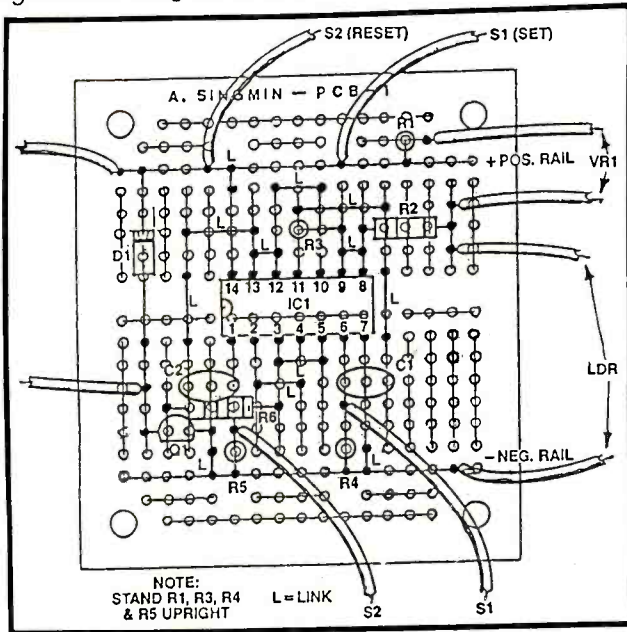 S2 (RESET)
S1 (SET)
A. SINGMIN — PCB-1
R1
+ POS. RAIL
VR1
L
L
L
L
R2
R3
L
L
L
D1
14 13 12 11 10 9 8
IC1
L
L
1 2 3 4 5 6 7
C2
L
C1
L
LDR
R6
Q1
L
R5
R4
L
−NEG. RAIL
NOTE:
STAND R1, R3, R4
& R5 UPRIGHT
L = LINK
S2
S1